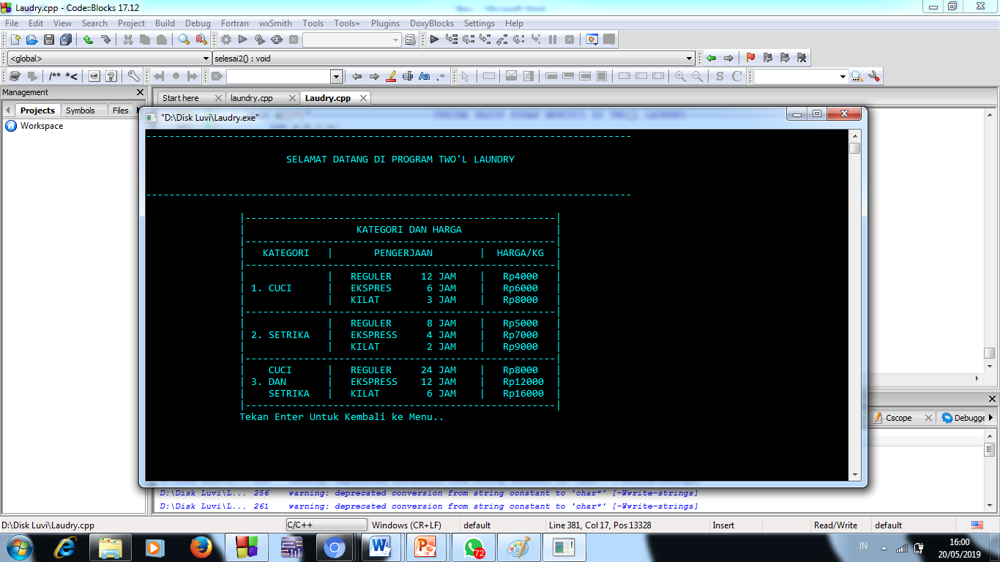 Laudry.cpp - Code::Blocks 17.12
File Edit View Search Project Build Debug Fortran wxSmith Tools Tools+ Plugins DoxyBlocks Settings Help
<global> selesai2() : void
/** *< S C
Management
Start here laundry.cpp Laudry.cpp
Projects Symbols Files
Workspace
"D:\Disk Luvi\Laudry.exe"
--------------------------------------------------------------------------------
SELAMAT DATANG DI PROGRAM TWO'L LAUNDRY
--------------------------------------------------------------------------------
|-----------------------------------------------------|
| KATEGORI DAN HARGA |
|-----------------------------------------------------|
| KATEGORI | PENGERJAAN | HARGA/KG |
|-----------------------------------------------------|
| | REGULER 12 JAM | Rp4000 |
| 1. CUCI | EKSPRES 6 JAM | Rp6000 |
| | KILAT 3 JAM | Rp8000 |
|-----------------------------------------------------|
| | REGULER 8 JAM | Rp5000 |
| 2. SETRIKA | EKSPRESS 4 JAM | Rp7000 |
| | KILAT 2 JAM | Rp9000 |
|-----------------------------------------------------|
| CUCI | REGULER 24 JAM | Rp8000 |
| 3. DAN | EKSPRESS 12 JAM | Rp12000 |
| SETRIKA | KILAT 6 JAM | Rp16000 |
|-----------------------------------------------------|
Tekan Enter Untuk Kembali ke Menu..
Cscope Debugge
D:\Disk Luvi\L... 256 warning: deprecated conversion from string constant to 'char*' [-Wwrite-strings]
D:\Disk Luvi\L... 261 warning: deprecated conversion from string constant to 'char*' [-Wwrite-strings]
D:\Disk Luvi\Laudry.cpp C/C++ Windows (CR+LF) default Line 381, Col 17, Pos 13328 Insert Read/Write default
72 IN 16:00
20/05/2019